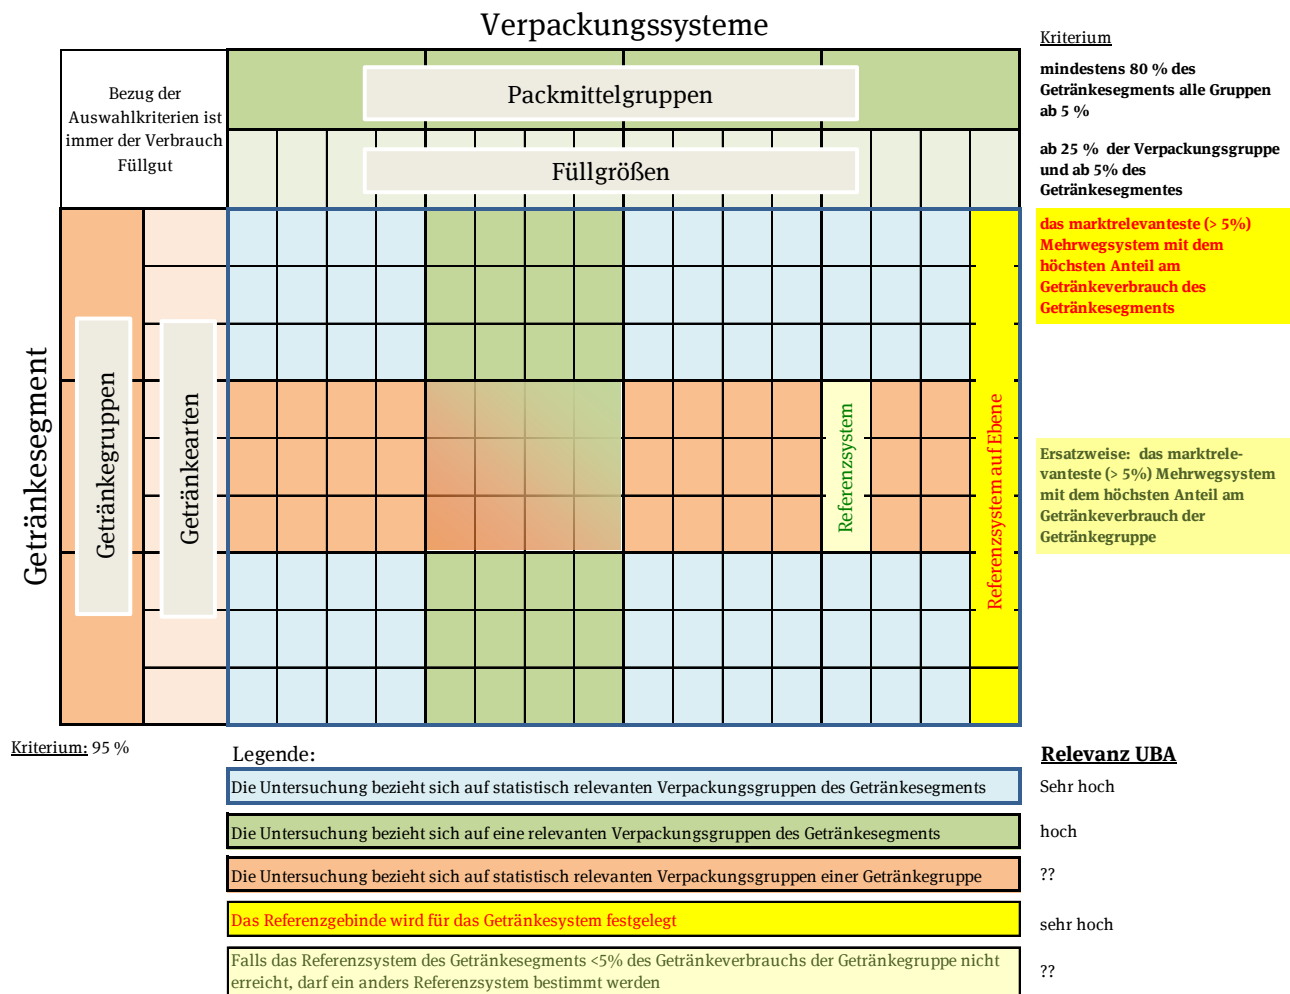 Verpackungssysteme
Bezug der
Auswahlkriterien ist
immer der Verbrauch
Füllgut
Packmittelgruppen
Füllgrößen
Kriterium
mindestens 80 % des
Getränkesegments alle Gruppen
ab 5 %
ab 25 % der Verpackungsgruppe
und ab 5% des
Getränkesegmentes
das marktrelevanteste (> 5%)
Mehrwegsystem mit dem
höchsten Anteil am
Getränkeverbrauch des
Getränkesegments
Getränkesegment
Getränkegruppen
Getränkearten
Referenzsystem
Referenzsystem auf Ebene
Ersatzweise: das marktrele-
vanteste (> 5%) Mehrwegsystem
mit dem höchsten Anteil am
Getränkeverbrauch der
Getränkegruppe
Kriterium: 95 %
Legende:
Relevanz UBA
Die Untersuchung bezieht sich auf statistisch relevanten Verpackungsgruppen des Getränkesegments
Sehr hoch
Die Untersuchung bezieht sich auf eine relevanten Verpackungsgruppen des Getränkesegments
hoch
Die Untersuchung bezieht sich auf statistisch relevanten Verpackungsgruppen einer Getränkegruppe
??
Das Referenzgebinde wird für das Getränkesystem festgelegt
sehr hoch
Falls das Referenzsystem des Getränkesegments <5% des Getränkeverbrauchs der Getränkegruppe nicht
erreicht, darf ein anders Referenzsystem bestimmt werden
??